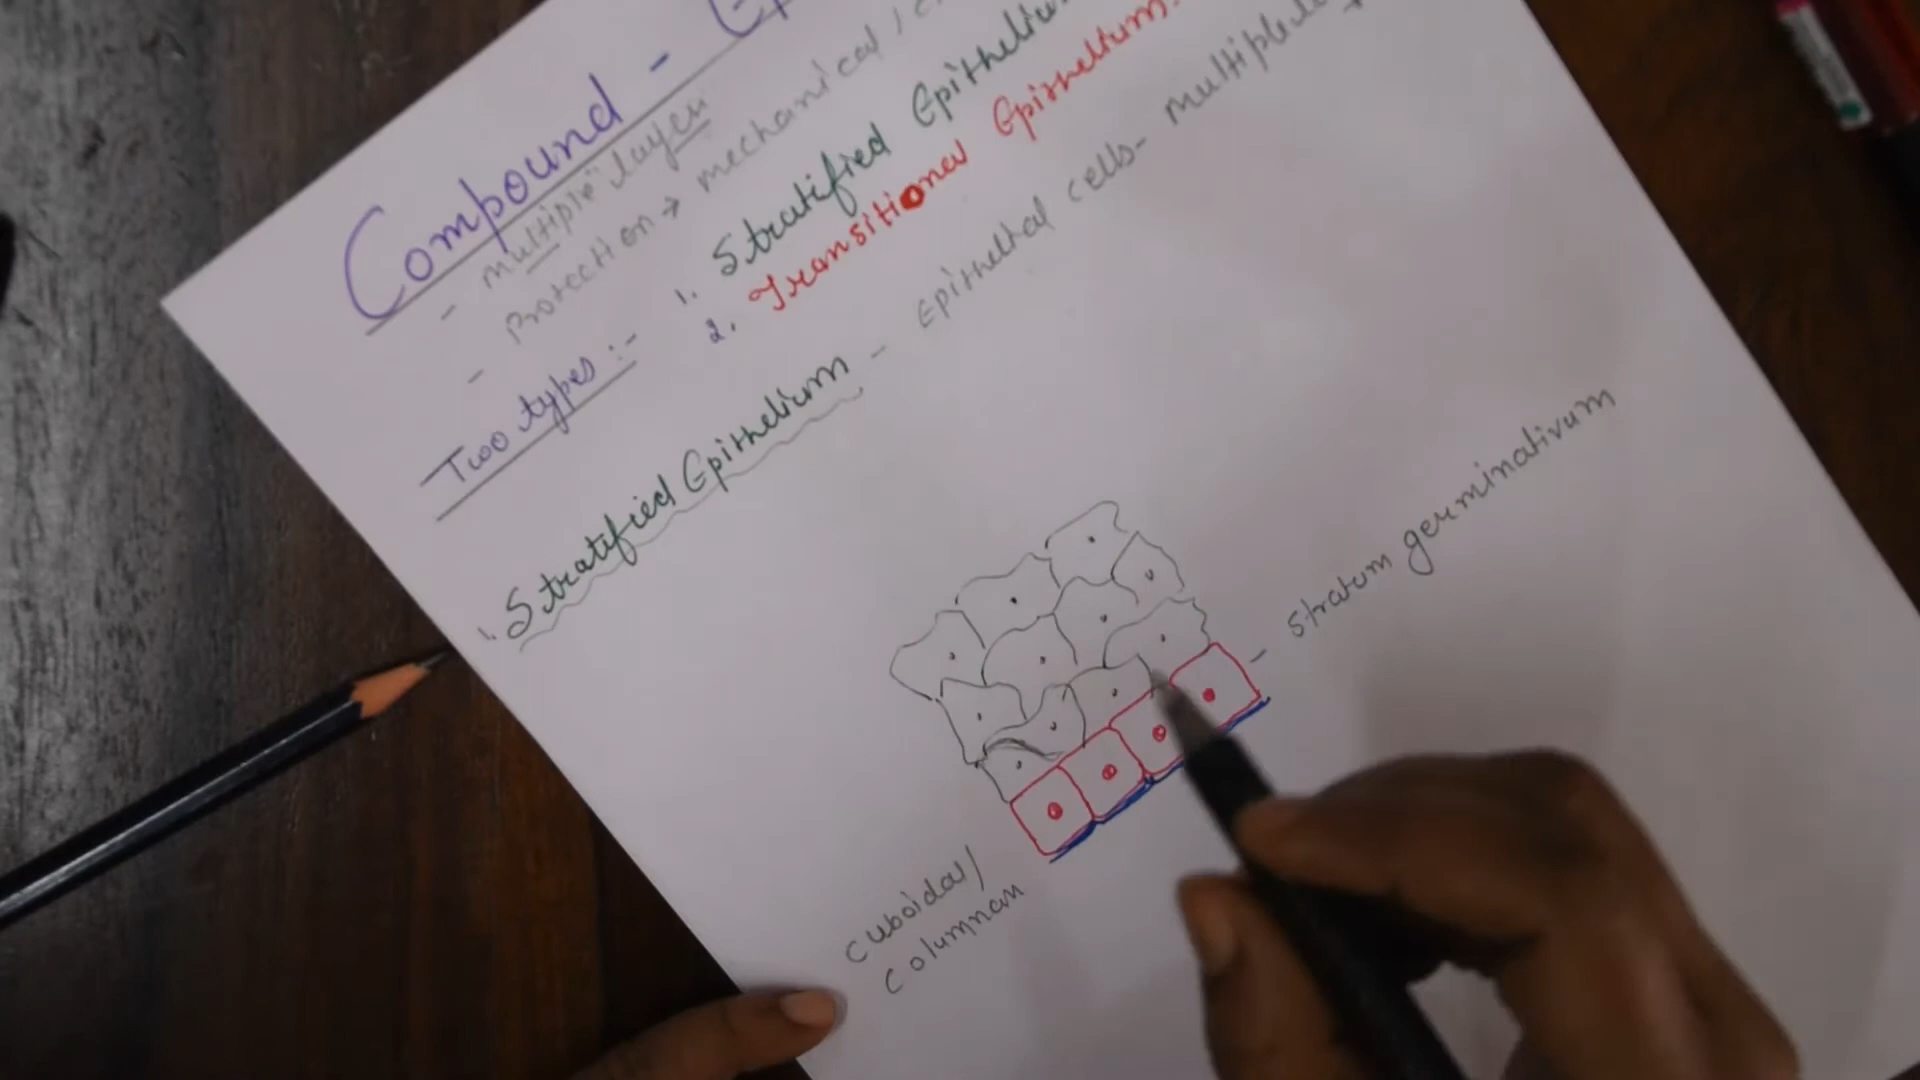 Compound -
- multiple layer
- Protection → mechanical /
Two types :- 1. Stratified Epithelium
2. Transitional Epithelium.
1. Stratified Epithelium - Epithelial cells- multiple
- stratum germinativum
cuboidal/
columnar